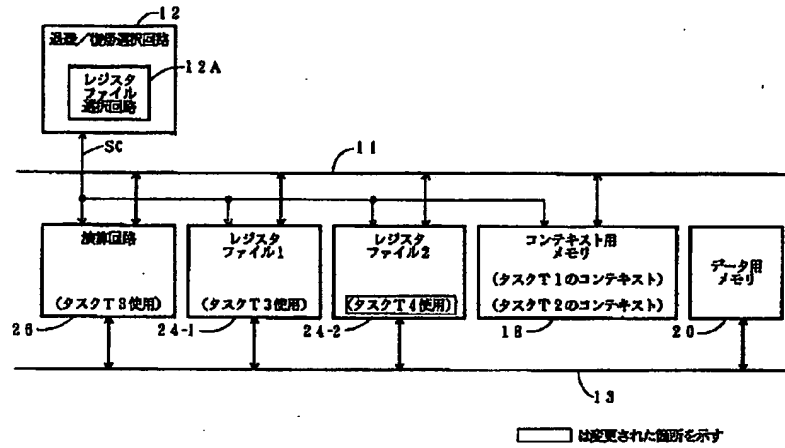 12
退避/復帰選択回路
12A
レジスタ
ファイル
選択回路
SC
11
演算回路
(タスクT3使用)
26
レジスタ
ファイル1
(タスクT3使用)
24-1
レジスタ
ファイル2
(タスクT4使用)
24-2
コンテキスト用
メモリ
(タスクT1のコンテキスト)
(タスクT2のコンテキスト)
18
データ用
メモリ
20
13
は変更された箇所を示す